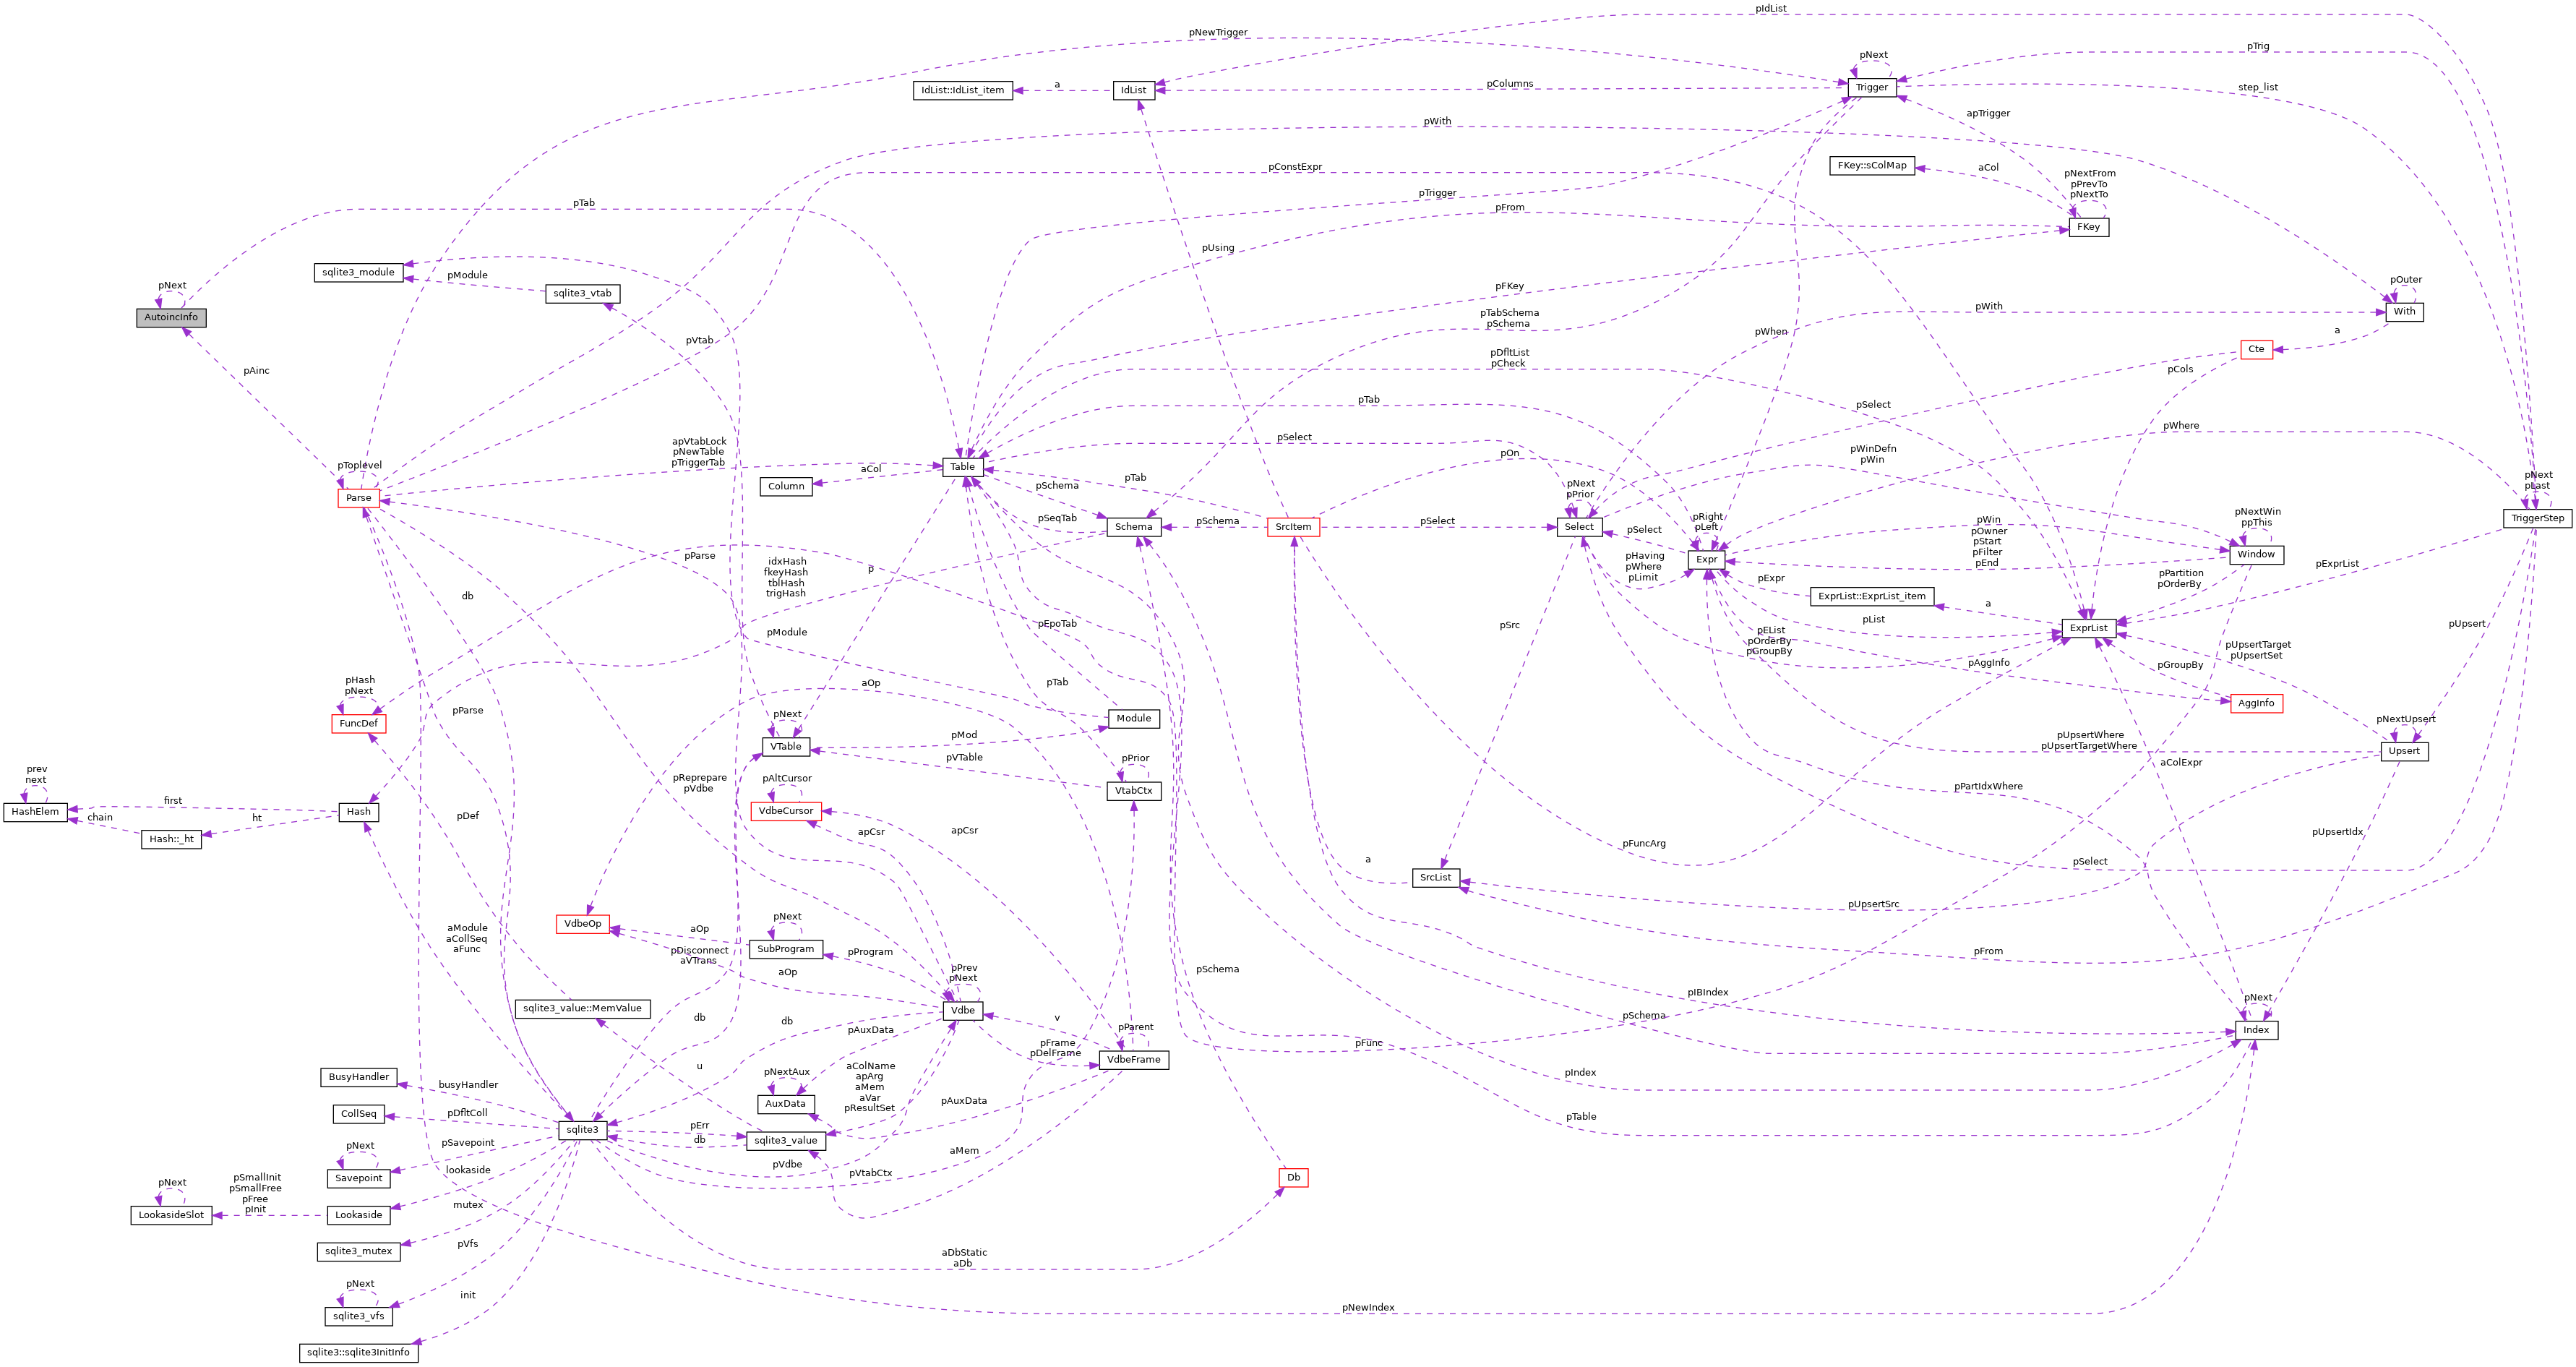 pIdList
pNewTrigger
pTrig
pNext
Trigger
IdList::IdList_item
a
IdList
pColumns
step_list
apTrigger
pWith
pConstExpr
FKey::sColMap
aCol
pNextFrom
pPrevTo
pNextTo
FKey
pTrigger
pTab
pFrom
pUsing
sqlite3_module
pModule
sqlite3_vtab
pNext
AutoincInfo
pFKey
pOuter
With
pWith
pTabSchema
pSchema
pWhen
a
Cte
pVtab
pAinc
pDfltList
pCheck
pCols
pTab
pSelect
pWhere
pSelect
apVtabLock
pNewTable
pTriggerTab
pToplevel
Parse
Table
aCol
Column
pOn
pTab
pWinDefn
pWin
pNext
pLast
TriggerStep
pSchema
pSeqTab
Schema
pSchema
SrcItem
pSelect
pNext
pPrior
Select
pSelect
pRight
pLeft
Expr
pWin
pOwner
pStart
pFilter
pEnd
pNextWin
ppThis
Window
pParse
idxHash
fkeyHash
tblHash
trigHash
p
pHaving
pWhere
pLimit
pExpr
ExprList::ExprList_item
a
pPartition
pOrderBy
pExprList
db
pEpoTab
pModule
pSrc
pList
ExprList
pUpsert
pEList
pOrderBy
pGroupBy
pAggInfo
pGroupBy
pUpsertTarget
pUpsertSet
pHash
pNext
FuncDef
pParse
aOp
pTab
Module
AggInfo
pNext
VTable
pMod
pVTable
pUpsertWhere
pUpsertTargetWhere
pNextUpsert
Upsert
aColExpr
prev
next
HashElem
first
Hash
chain
Hash::_ht
ht
pDef
pReprepare
pVdbe
pAltCursor
VdbeCursor
pPrior
VtabCtx
pPartIdxWhere
apCsr
apCsr
pFuncArg
pUpsertIdx
a
SrcList
pSelect
pUpsertSrc
VdbeOp
aOp
pNext
SubProgram
pProgram
aModule
aCollSeq
aFunc
pDisconnect
aVTrans
aOp
pFrom
pSchema
pPrev
pNext
Vdbe
sqlite3_value::MemValue
pIBIndex
pNext
Index
db
db
v
pSchema
pAuxData
pFrame
pDelFrame
pParent
VdbeFrame
pFunc
u
BusyHandler
busyHandler
pNextAux
AuxData
aColName
apArg
aMem
aVar
pResultSet
pAuxData
pIndex
CollSeq
pDfltColl
sqlite3
pErr
db
sqlite3_value
pTable
pNext
Savepoint
pSavepoint
aMem
pVdbe
pVtabCtx
Db
lookaside
pNext
LookasideSlot
pSmallInit
pSmallFree
pFree
pInit
Lookaside
mutex
sqlite3_mutex
pVfs
aDbStatic
aDb
pNext
sqlite3_vfs
init
pNewIndex
sqlite3::sqlite3InitInfo